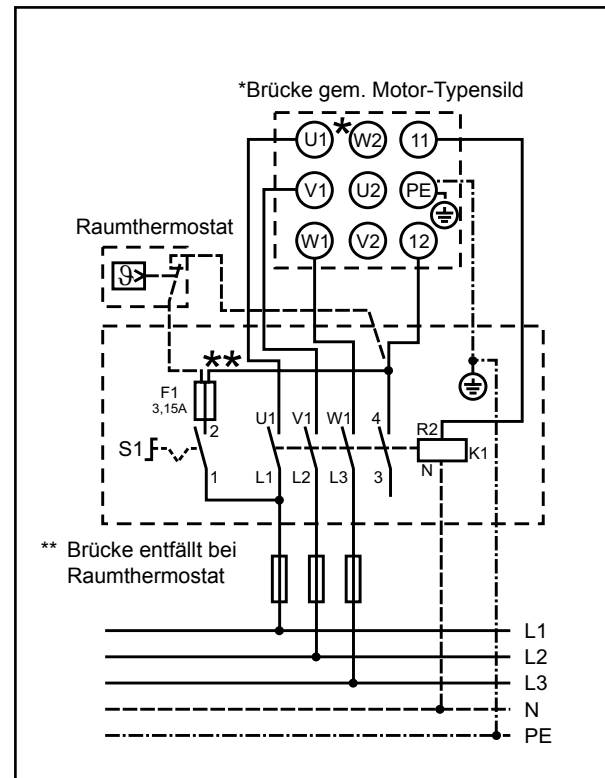 *Brücke gem. Motor-Typensild
U1 * W2 11
V1 U2 PE
W1 V2 12
Raumthermostat
ϑ
**
F1
3,15A
2
U1 V1 W1 4
R2
S1
K1
1 L1 L2 L3 3
N
** Brücke entfällt bei
Raumthermostat
L1
L2
L3
N
PE